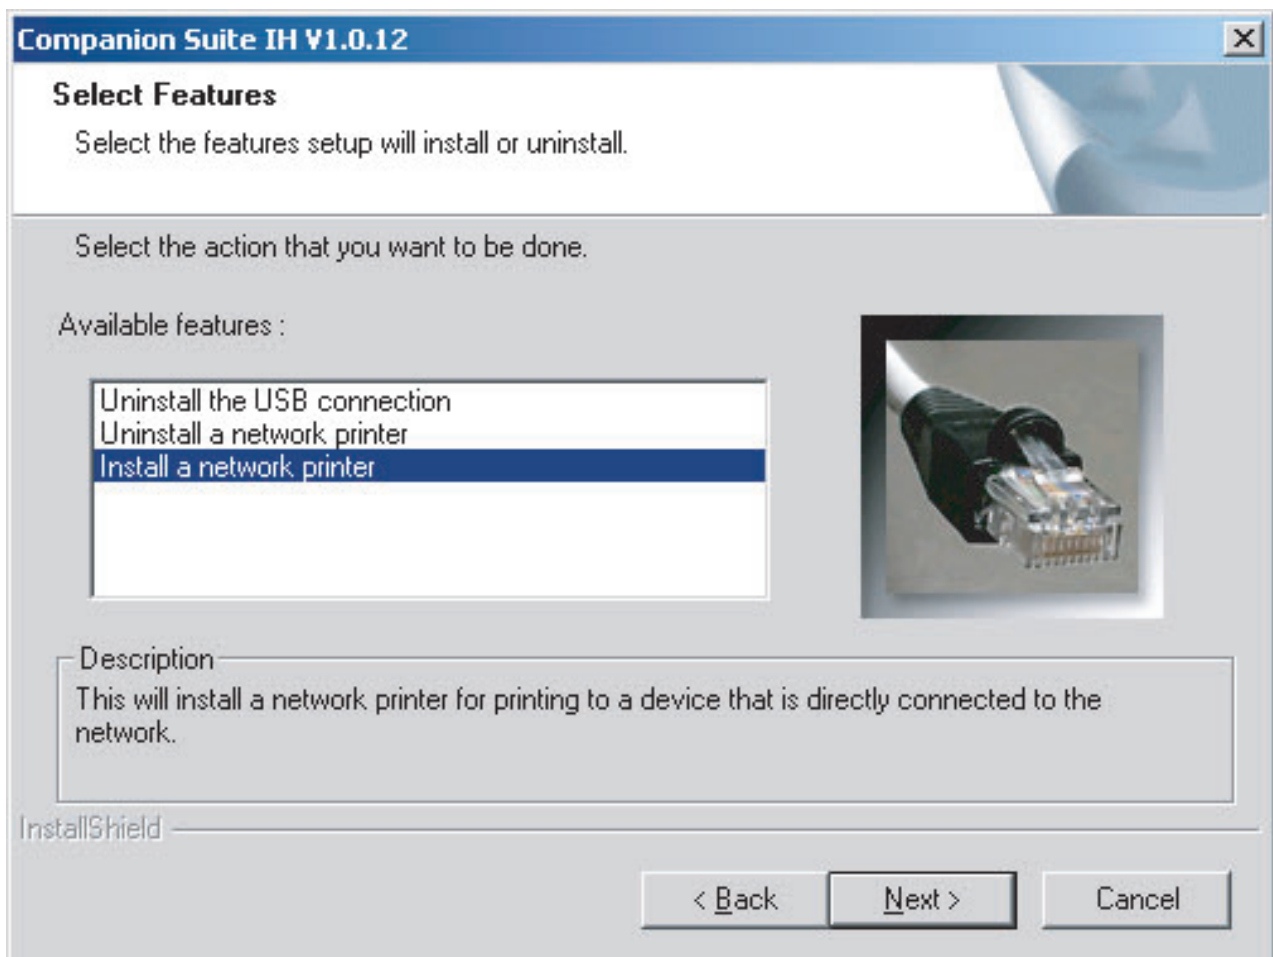 Companion Suite IH V1.0.12
Select Features
Select the features setup will install or uninstall.
Select the action that you want to be done.
Available features :
Uninstall the USB connection
Uninstall a network printer
Install a network printer
Description
This will install a network printer for printing to a device that is directly connected to the
network.
InstallShield
< Back
Next >
Cancel